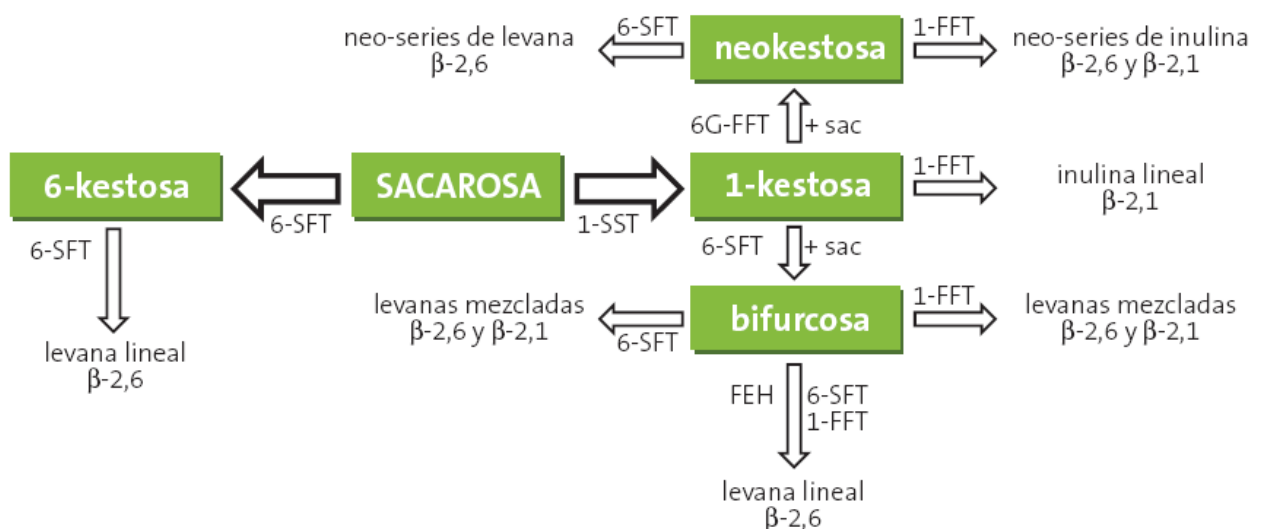 neo-series de levana
β-2,6
6-SFT
neokestosa
1-FFT
neo-series de inulina
β-2,6 y β-2,1
6G-FFT
+ sac
6-kestosa
6-SFT
SACAROSA
1-SST
1-kestosa
1-FFT
inulina lineal
β-2,1
6-SFT
levana lineal
β-2,6
6-SFT
+ sac
levanas mezcladas
β-2,6 y β-2,1
6-SFT
bifurcosa
1-FFT
levanas mezcladas
β-2,6 y β-2,1
FEH
6-SFT
1-FFT
levana lineal
β-2,6